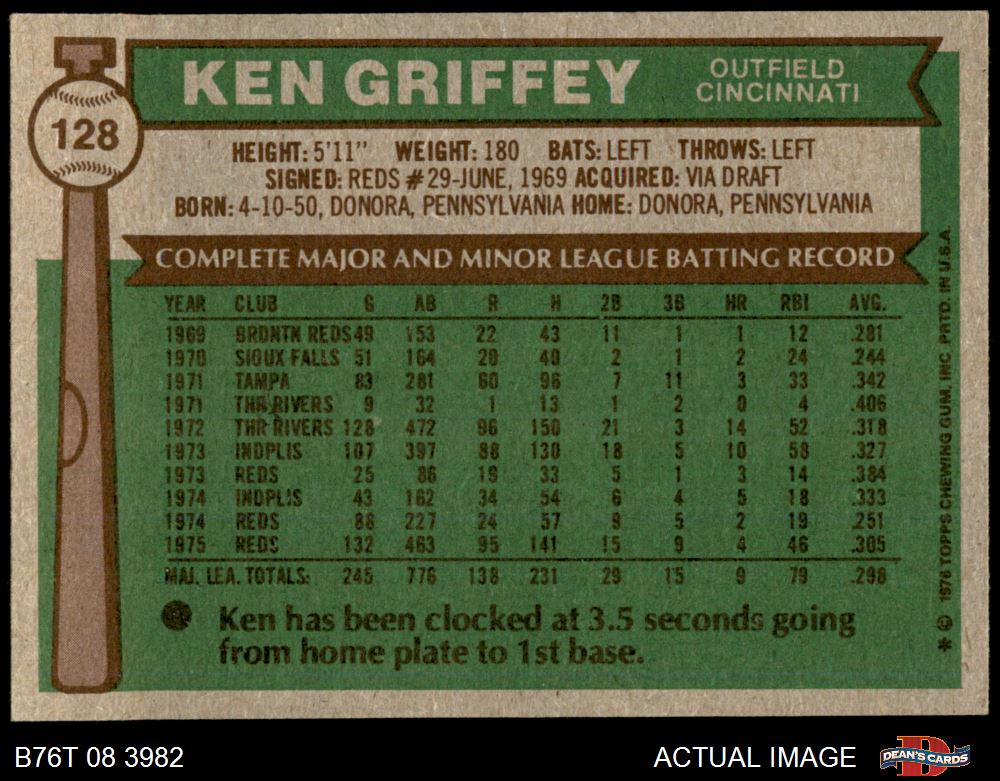 128
KEN GRIFFEY
OUTFIELD
CINCINNATI
HEIGHT: 5'11" WEIGHT: 180 BATS: LEFT THROWS: LEFT
SIGNED: REDS #29-JUNE, 1969 ACQUIRED: VIA DRAFT
BORN: 4-10-50, DONORA, PENNSYLVANIA HOME: DONORA, PENNSYLVANIA
COMPLETE MAJOR AND MINOR LEAGUE BATTING RECORD
YEAR CLUB G AB R H 2B 3B HR RBI AVG.
1969 BRDNTN REDS 49 153 22 43 11 1 1 12 .281
1970 SIOUX FALLS 51 164 20 40 2 1 2 24 .244
1971 TAMPA 83 281 60 96 7 11 3 33 .342
1971 THR RIVERS 9 32 1 13 1 2 0 4 .406
1972 THR RIVERS 128 472 96 150 21 3 14 52 .318
1973 INDPLIS 107 397 88 130 18 5 10 58 .327
1973 REDS 25 86 19 33 5 1 3 14 .384
1974 INDPLIS 43 162 34 54 6 4 5 18 .333
1974 REDS 88 227 24 57 9 5 2 19 .251
1975 REDS 132 463 95 141 15 9 4 46 .305
MAJ. LEA. TOTALS: 245 776 138 231 29 15 9 79 .298
Ken has been clocked at 3.5 seconds going
from home plate to 1st base.
* © 1976 TOPPS CHEWING GUM, INC. PRTD. IN U.S.A.
B76T 08 3982
ACTUAL IMAGE
DEAN'S CARDS